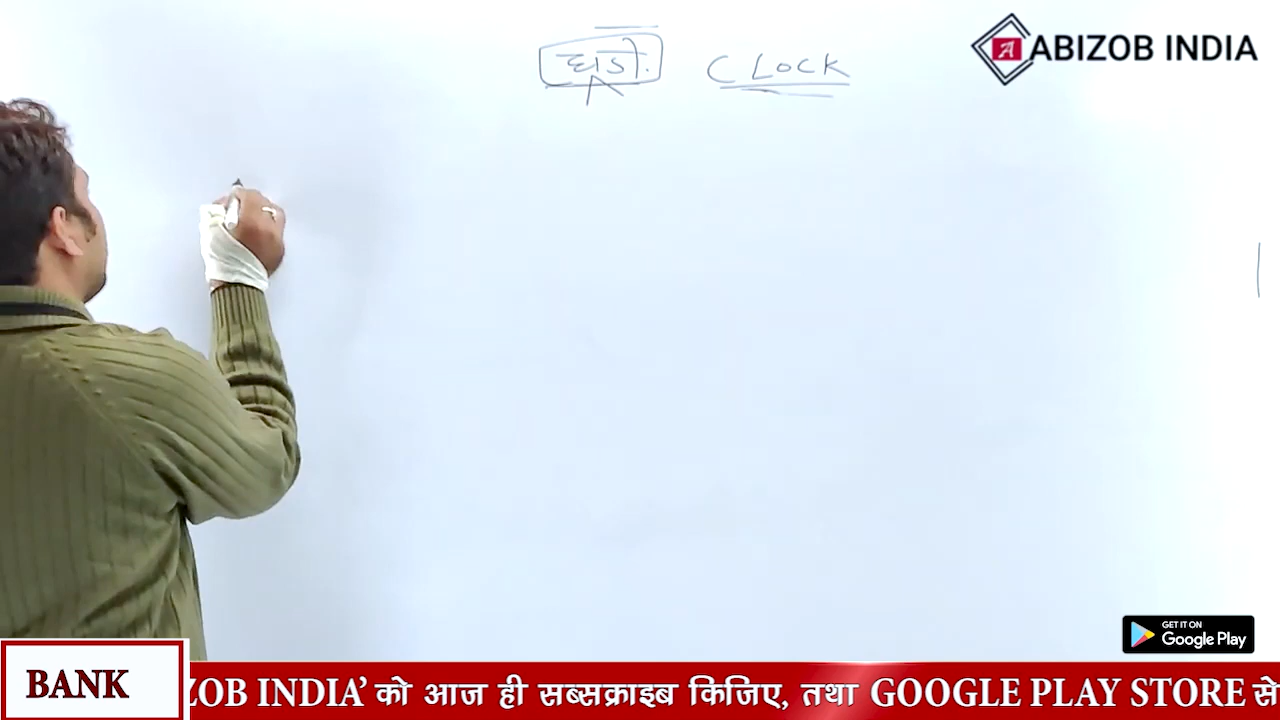 घड़ी CLOCK
ABIZOB INDIA
GET IT ON
Google Play
BANK
ZOB INDIA’ को आज ही सब्सक्राइब किजिए, तथा GOOGLE PLAY STORE से